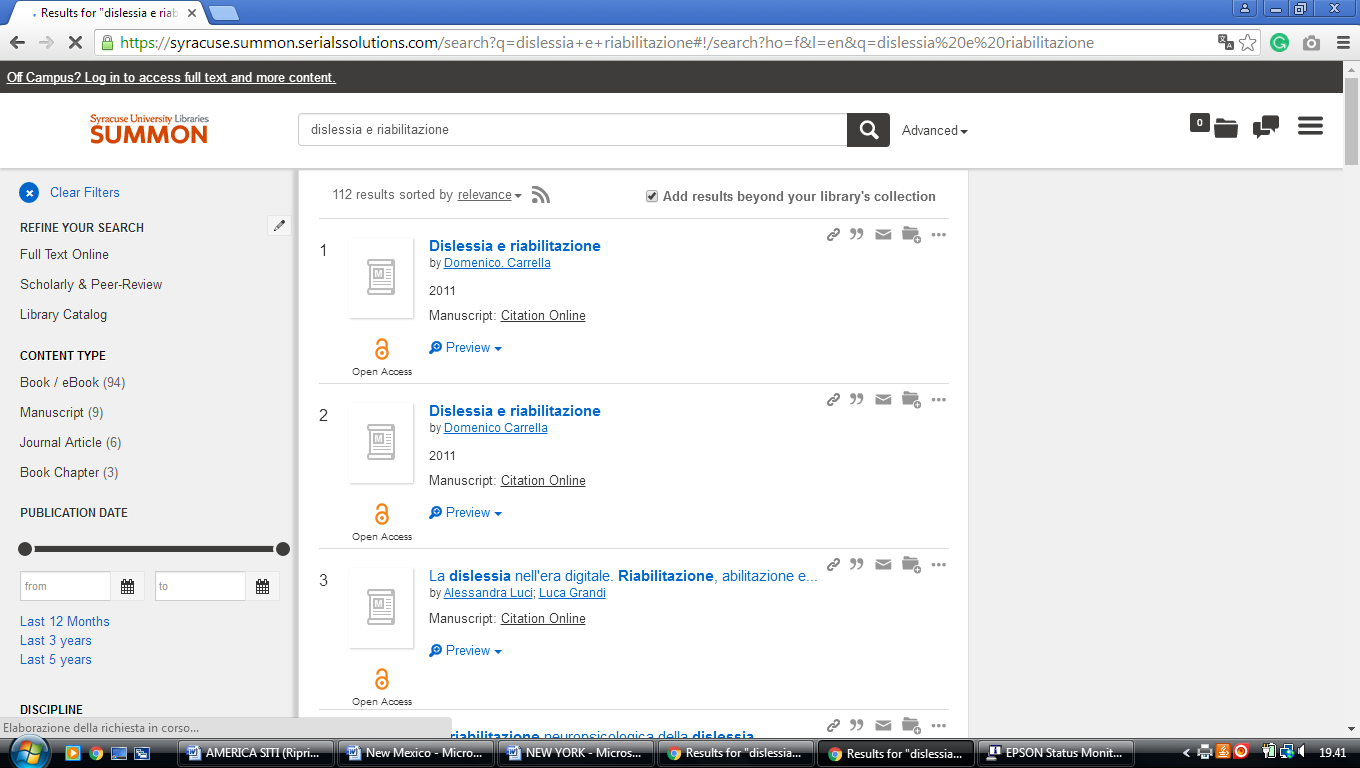 Results for "dislessia e riab
https://syracuse.summon.serialssolutions.com/search?q=dislessia+e+riabilitazione#!/search?ho=f&l=en&q=dislessia%20e%20riabilitazione
Off Campus? Log in to access full text and more content.
Syracuse University Libraries
SUMMON
dislessia e riabilitazione
Advanced
0
Clear Filters
REFINE YOUR SEARCH
Full Text Online
Scholarly & Peer-Review
Library Catalog
CONTENT TYPE
Book / eBook (94)
Manuscript (9)
Journal Article (6)
Book Chapter (3)
PUBLICATION DATE
from
to
Last 12 Months
Last 3 years
Last 5 years
DISCIPLINE
112 results sorted by relevance
Add results beyond your library's collection
1
Dislessia e riabilitazione
by Domenico. Carrella
2011
Manuscript: Citation Online
Preview
Open Access
2
Dislessia e riabilitazione
by Domenico Carrella
2011
Manuscript: Citation Online
Preview
Open Access
3
La dislessia nell'era digitale. Riabilitazione, abilitazione e...
by Alessandra Luci; Luca Grandi
Manuscript: Citation Online
Preview
Open Access
riabilitazione neuropsicologica della dislessia
Elaborazione della richiesta in corso...
AMERICA SITI (Ripri...
New Mexico - Micro...
NEW YORK - Micros...
Results for "dislessia...
Results for "dislessia...
EPSON Status Monit...
19.41